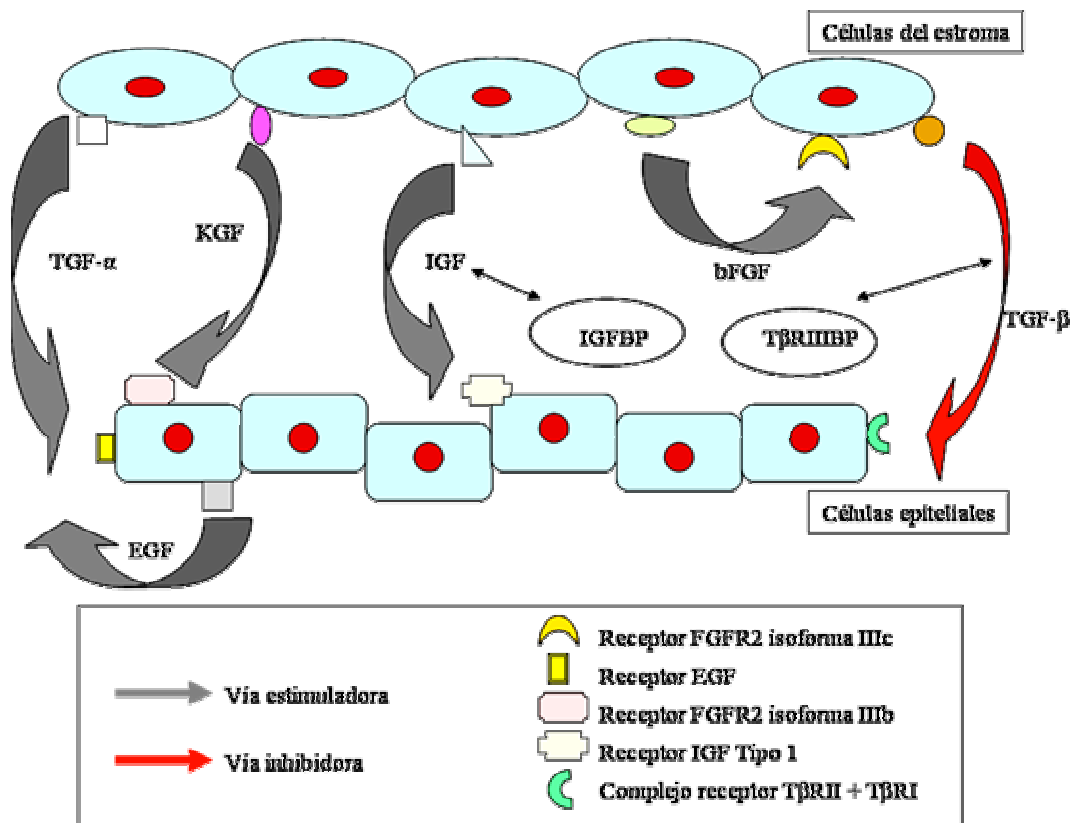 Células del estroma
KGF
TGF-α
IGF
bFGF
TGF-β
IGFBP
TβRIIIBP
Células epiteliales
EGF
Vía estimuladora
Vía inhibidora
Receptor FGFR2 isoforma IIIc
Receptor EGF
Receptor FGFR2 isoforma IIIb
Receptor IGF Tipo 1
Complejo receptor TβRII + TβRI